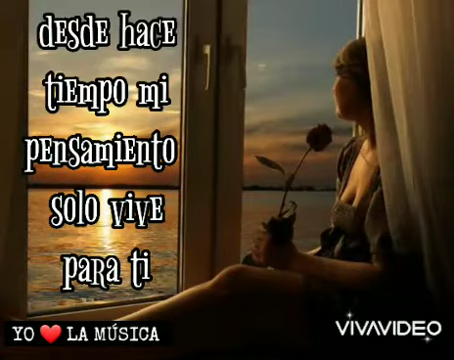 desde hace
tiempo mi
pensamiento
solo vive
para ti
YO ❤️ LA MÚSICA
VIVAVIDEO